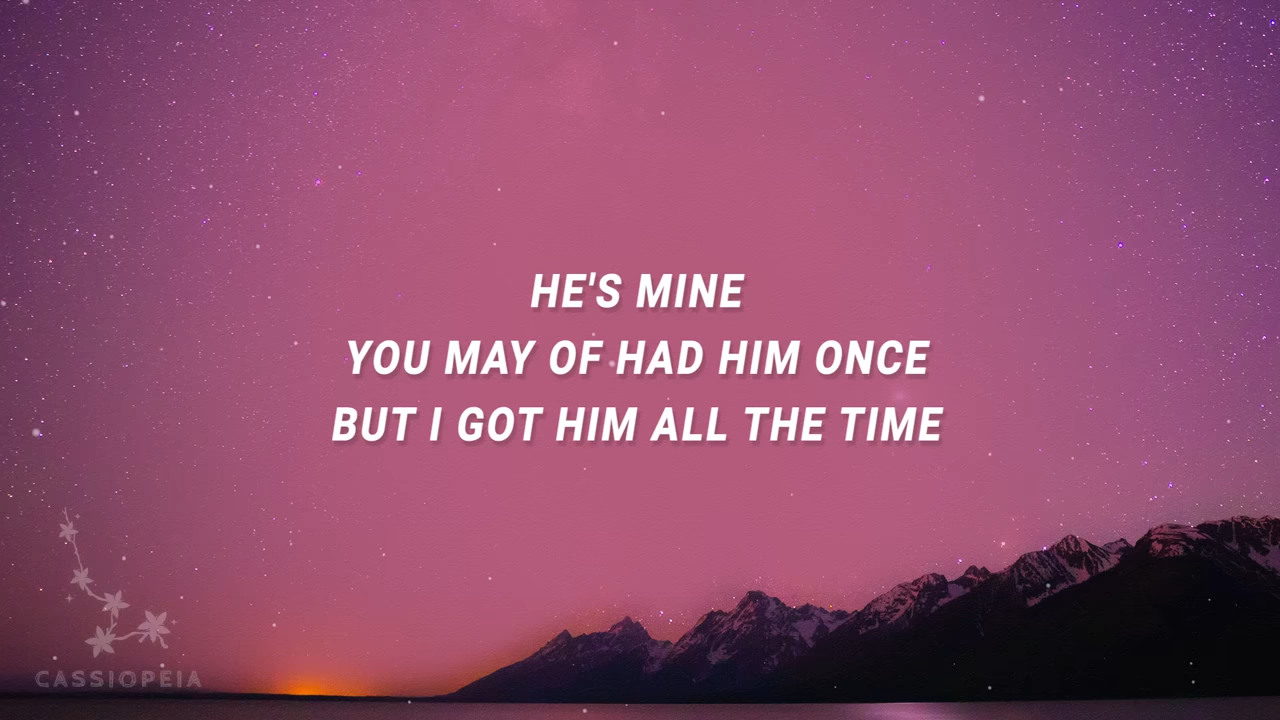 HE'S MINE
YOU MAY OF HAD HIM ONCE
BUT I GOT HIM ALL THE TIME
CASSIOPEIA